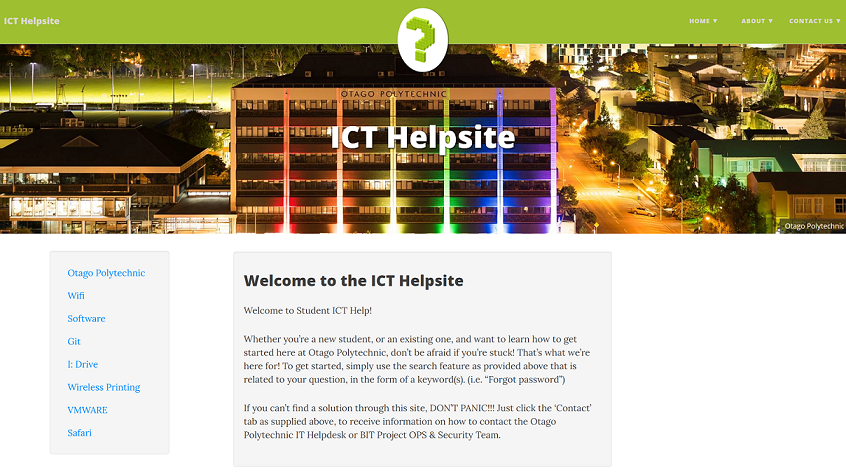 ICT Helpsite
HOME ▼ ABOUT ▼ CONTACT US ▼
?
OTAGO POLYTECHNIC
ICT Helpsite
Otago Polytechnic
Otago Polytechnic
Wifi
Software
Git
I: Drive
Wireless Printing
VMWARE
Safari
Welcome to the ICT Helpsite
Welcome to Student ICT Help!
Whether you're a new student, or an existing one, and want to learn how to get
started here at Otago Polytechnic, don't be afraid if you're stuck! That's what we're
here for! To get started, simply use the search feature as provided above that is
related to your question, in the form of a keyword(s). (i.e. "Forgot password")
If you can't find a solution through this site, DON'T PANIC!!! Just click the 'Contact'
tab as supplied above, to receive information on how to contact the Otago
Polytechnic IT Helpdesk or BIT Project OPS & Security Team.